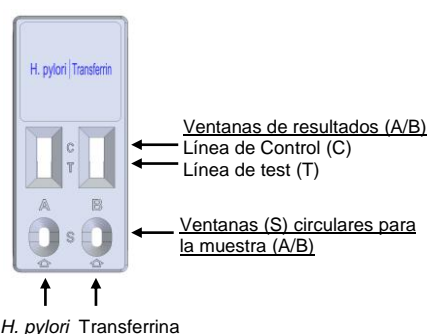 H. pylori Transferrin
Ventanas de resultados (A/B)
C
Línea de Control (C)
T
Línea de test (T)
A B
S
Ventanas (S) circulares para
la muestra (A/B)
H. pylori Transferrina